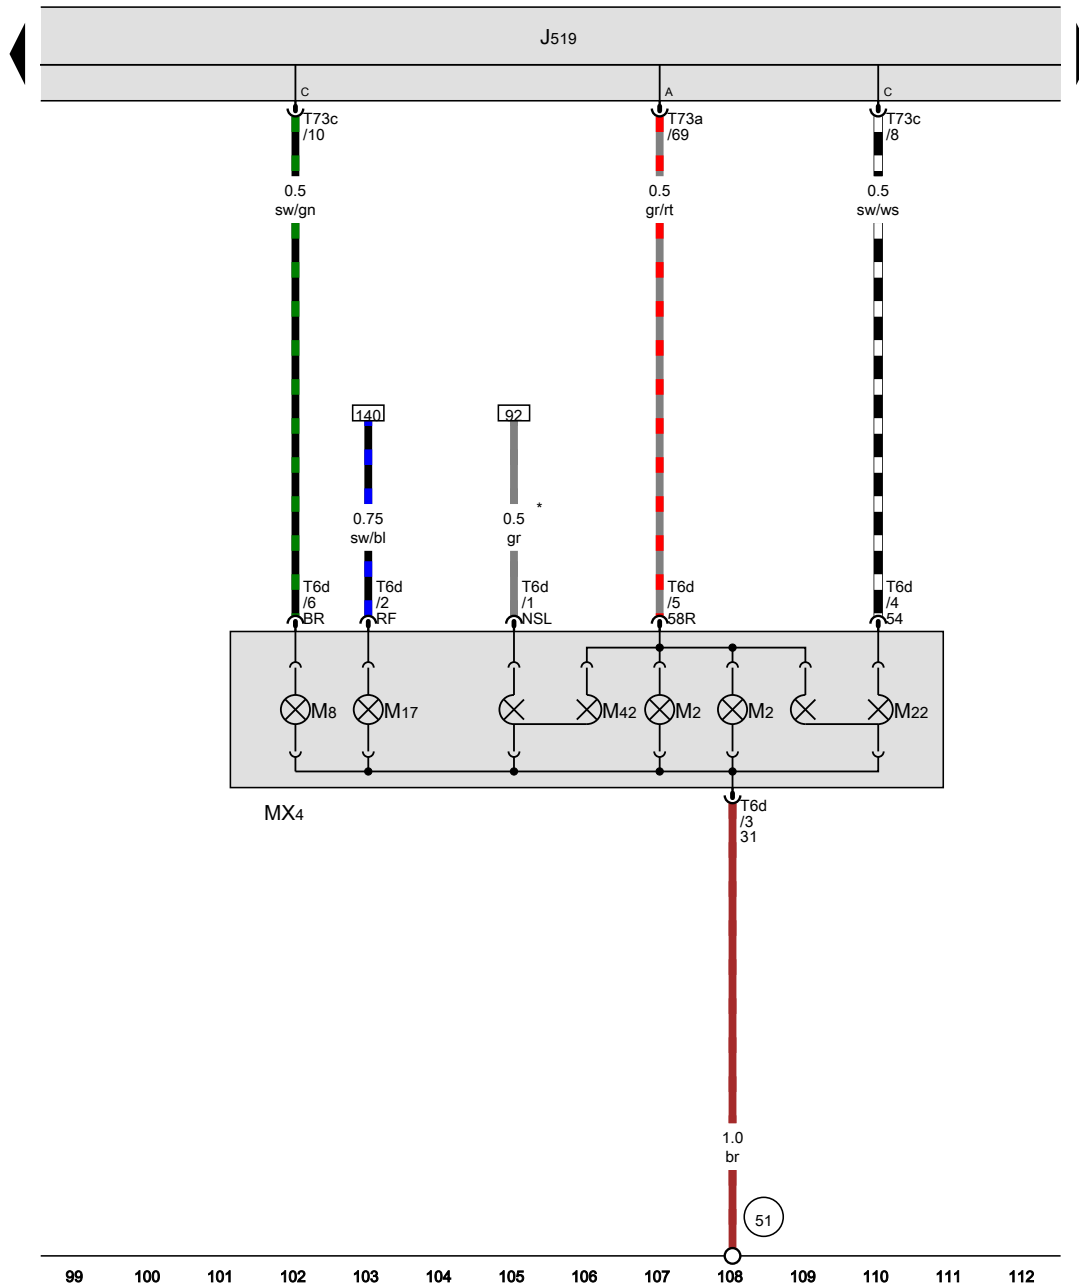 J519
C
A
C
T73c
/10
T73a
/69
T73c
/8
0.5
sw/gn
0.5
gr/rt
0.5
sw/ws
140
92
0.75
sw/bl
0.5
gr
*
T6d
/6
BR
T6d
/2
RF
T6d
/1
NSL
T6d
/5
58R
T6d
/4
54
M8
M17
M42
M2
M2
M22
MX4
T6d
/3
31
1.0
br
51
99 100 101 102 103 104 105 106 107 108 109 110 111 112